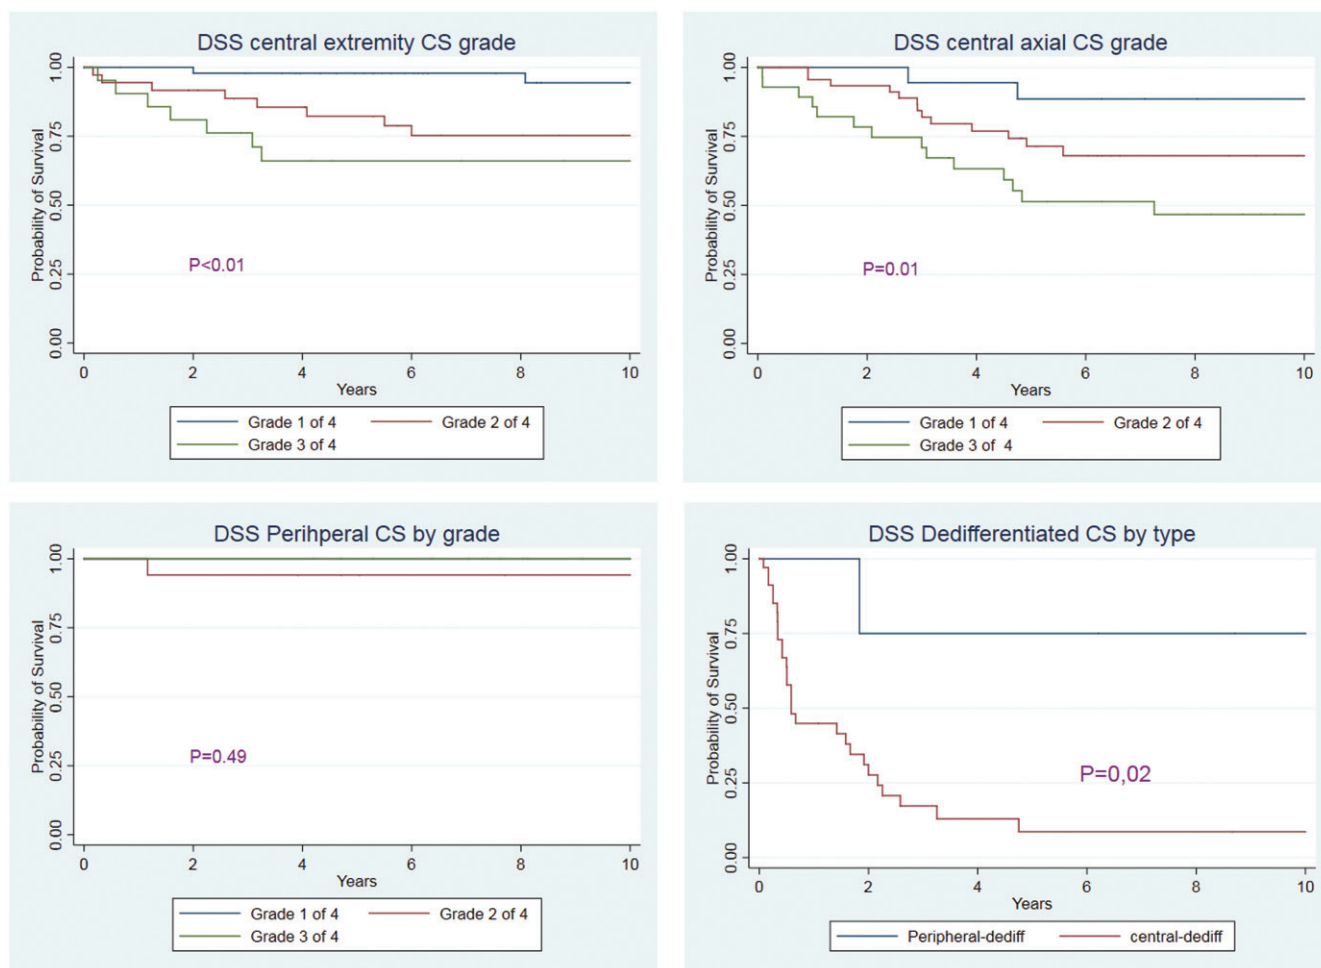 DSS central extremity CS grade
Probability of Survival
1.00
0.75
0.50
0.25
0.00
P<0.01
0 2 4 6 8 10
Years
Grade 1 of 4 Grade 2 of 4
Grade 3 of 4
DSS central axial CS grade
Probability of Survival
1.00
0.75
0.50
0.25
0.00
P=0.01
0 2 4 6 8 10
Years
Grade 1 of 4 Grade 2 of 4
Grade 3 of 4
DSS Perihperal CS by grade
Probability of Survival
1.00
0.75
0.50
0.25
0.00
P=0.49
0 2 4 6 8 10
Years
Grade 1 of 4 Grade 2 of 4
Grade 3 of 4
DSS Dedifferentiated CS by type
Probability of Survival
1.00
0.75
0.50
0.25
0.00
P=0,02
0 2 4 6 8 10
Years
Peripheral-dediff central-dediff